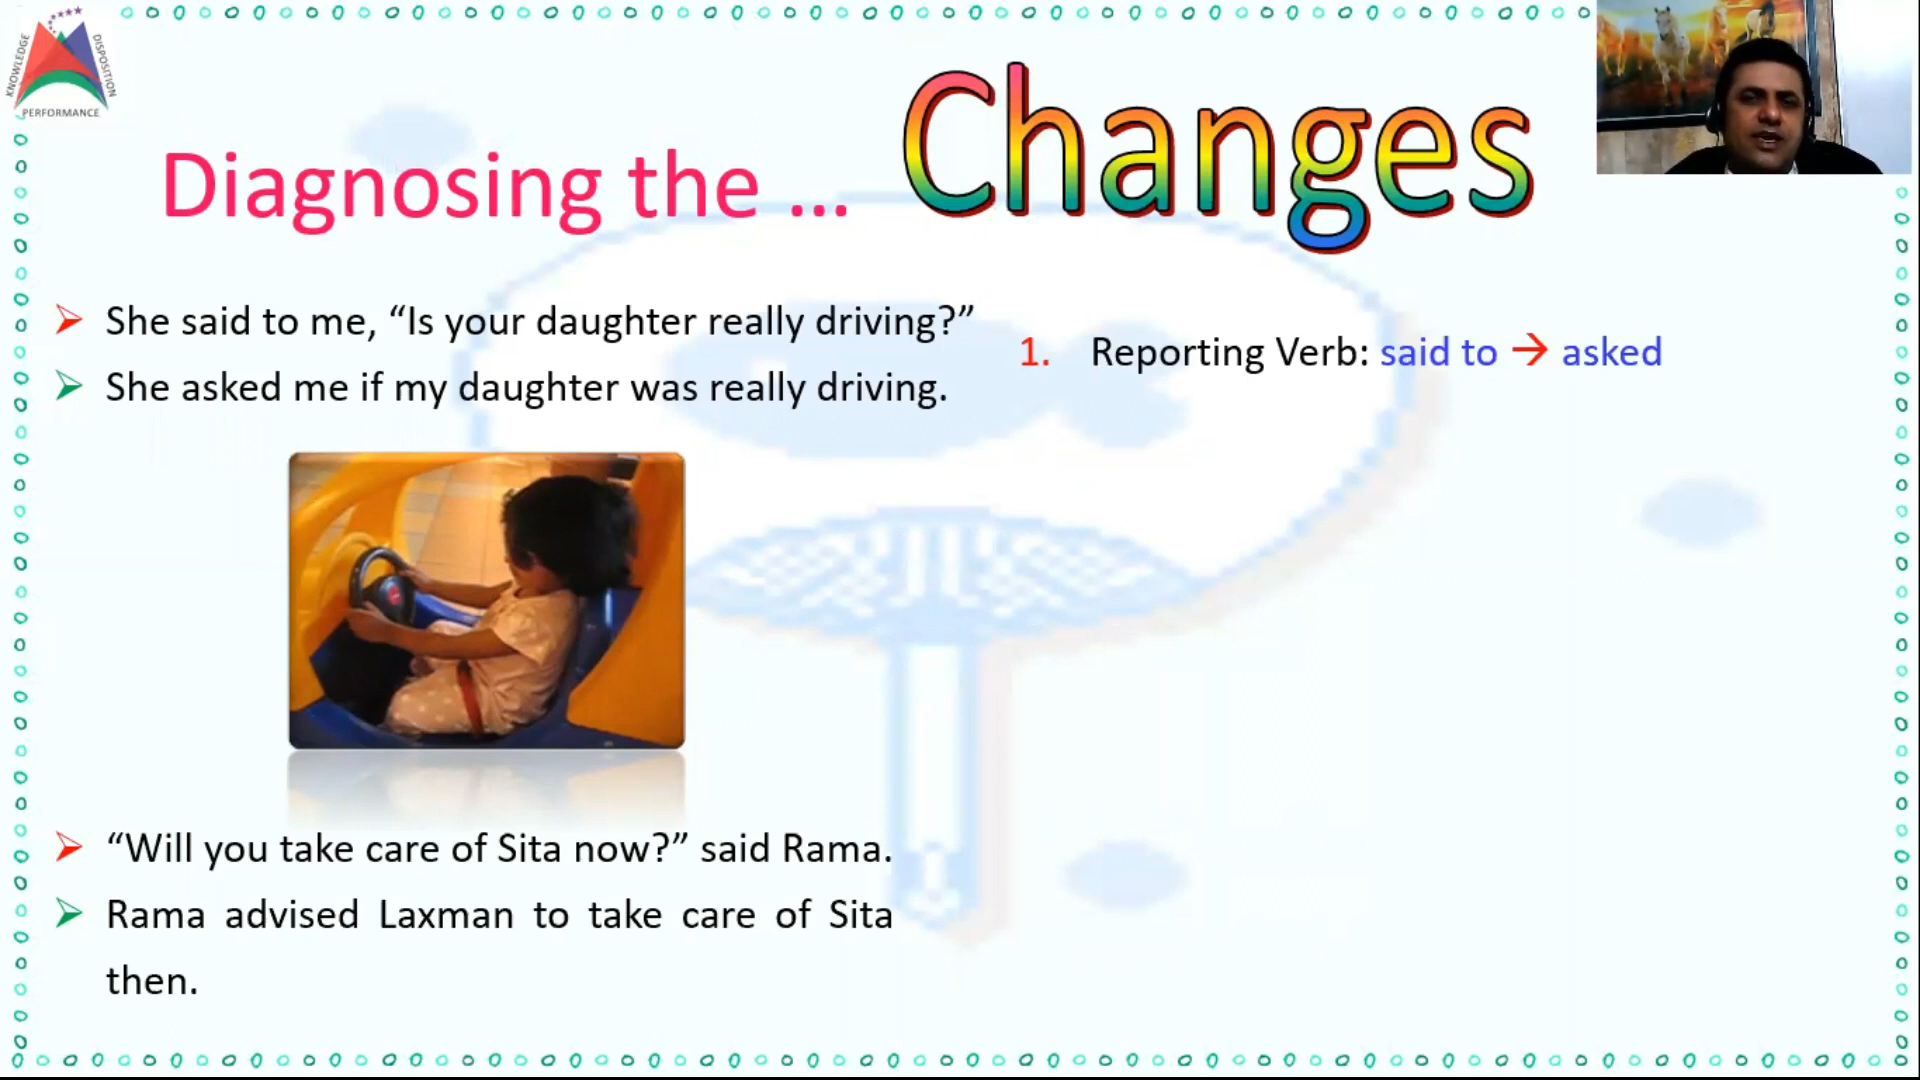 KNOWLEDGE
DISPOSITION
PERFORMANCE
Diagnosing the ... Changes
She said to me, “Is your daughter really driving?”
She asked me if my daughter was really driving.
1. Reporting Verb: said to → asked
“Will you take care of Sita now?” said Rama.
Rama advised Laxman to take care of Sita
then.